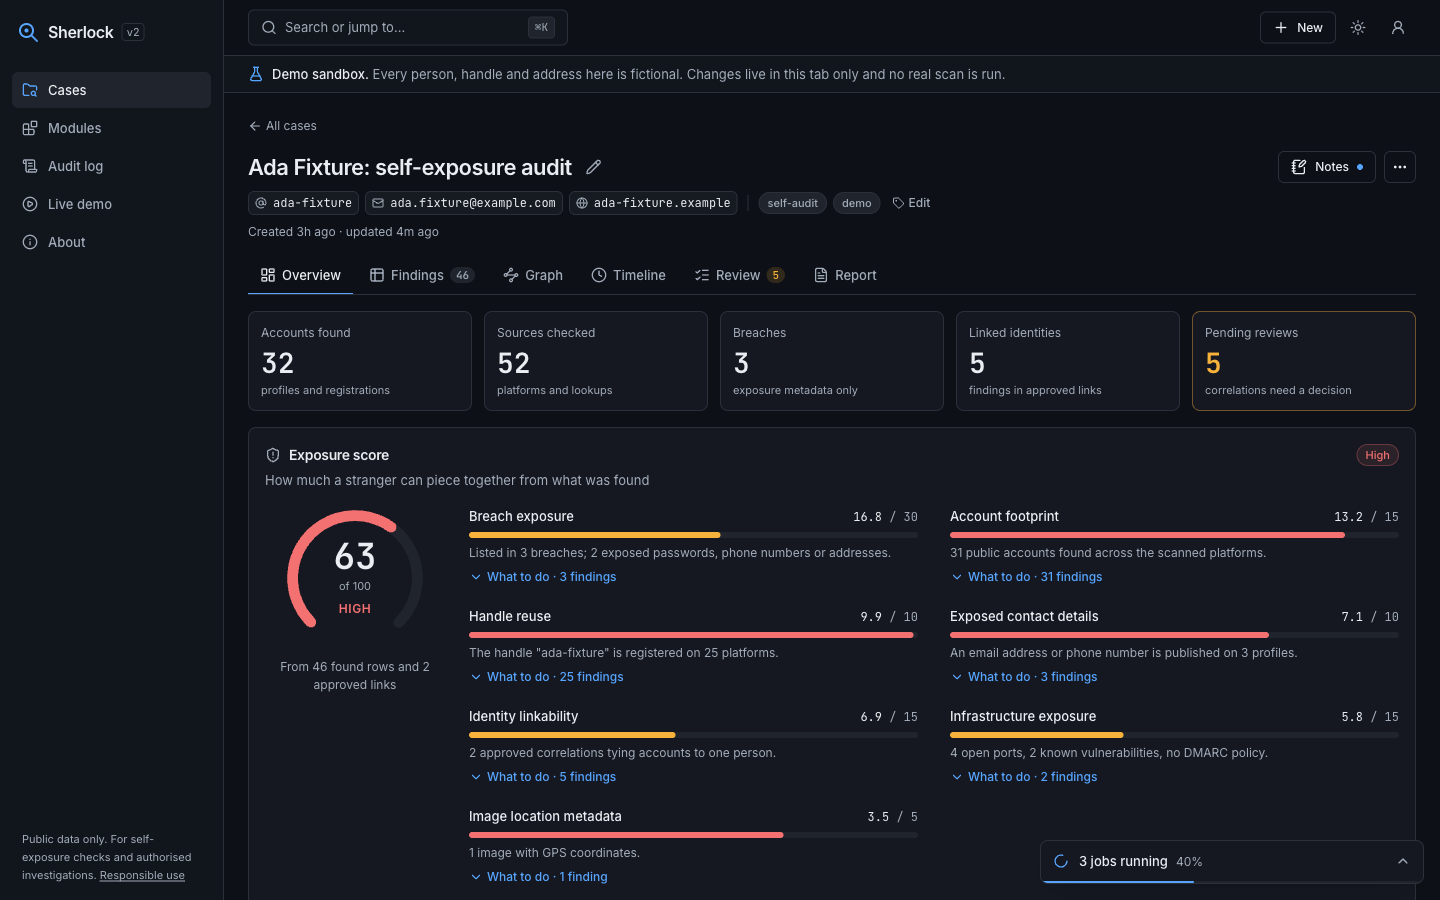 Sherlock v2
Search or jump to...
⌘K
New
Demo sandbox. Every person, handle and address here is fictional. Changes live in this tab only and no real scan is run.
Cases
Modules
Audit log
Live demo
About
All cases
Ada Fixture: self-exposure audit
Notes
ada-fixture
ada.fixture@example.com
ada-fixture.example
self-audit
demo
Edit
Created 3h ago · updated 4m ago
Overview
Findings 46
Graph
Timeline
Review 5
Report
Accounts found
32
profiles and registrations
Sources checked
52
platforms and lookups
Breaches
3
exposure metadata only
Linked identities
5
findings in approved links
Pending reviews
5
correlations need a decision
Exposure score
High
How much a stranger can piece together from what was found
63
of 100
HIGH
From 46 found rows and 2
approved links
Breach exposure 16.8 / 30
Listed in 3 breaches; 2 exposed passwords, phone numbers or addresses.
What to do · 3 findings
Account footprint 13.2 / 15
31 public accounts found across the scanned platforms.
What to do · 31 findings
Handle reuse 9.9 / 10
The handle "ada-fixture" is registered on 25 platforms.
What to do · 25 findings
Exposed contact details 7.1 / 10
An email address or phone number is published on 3 profiles.
What to do · 3 findings
Identity linkability 6.9 / 15
2 approved correlations tying accounts to one person.
What to do · 5 findings
Infrastructure exposure 5.8 / 15
4 open ports, 2 known vulnerabilities, no DMARC policy.
What to do · 2 findings
Image location metadata 3.5 / 5
1 image with GPS coordinates.
What to do · 1 finding
3 jobs running 40%
Public data only. For self-
exposure checks and authorised
investigations. Responsible use